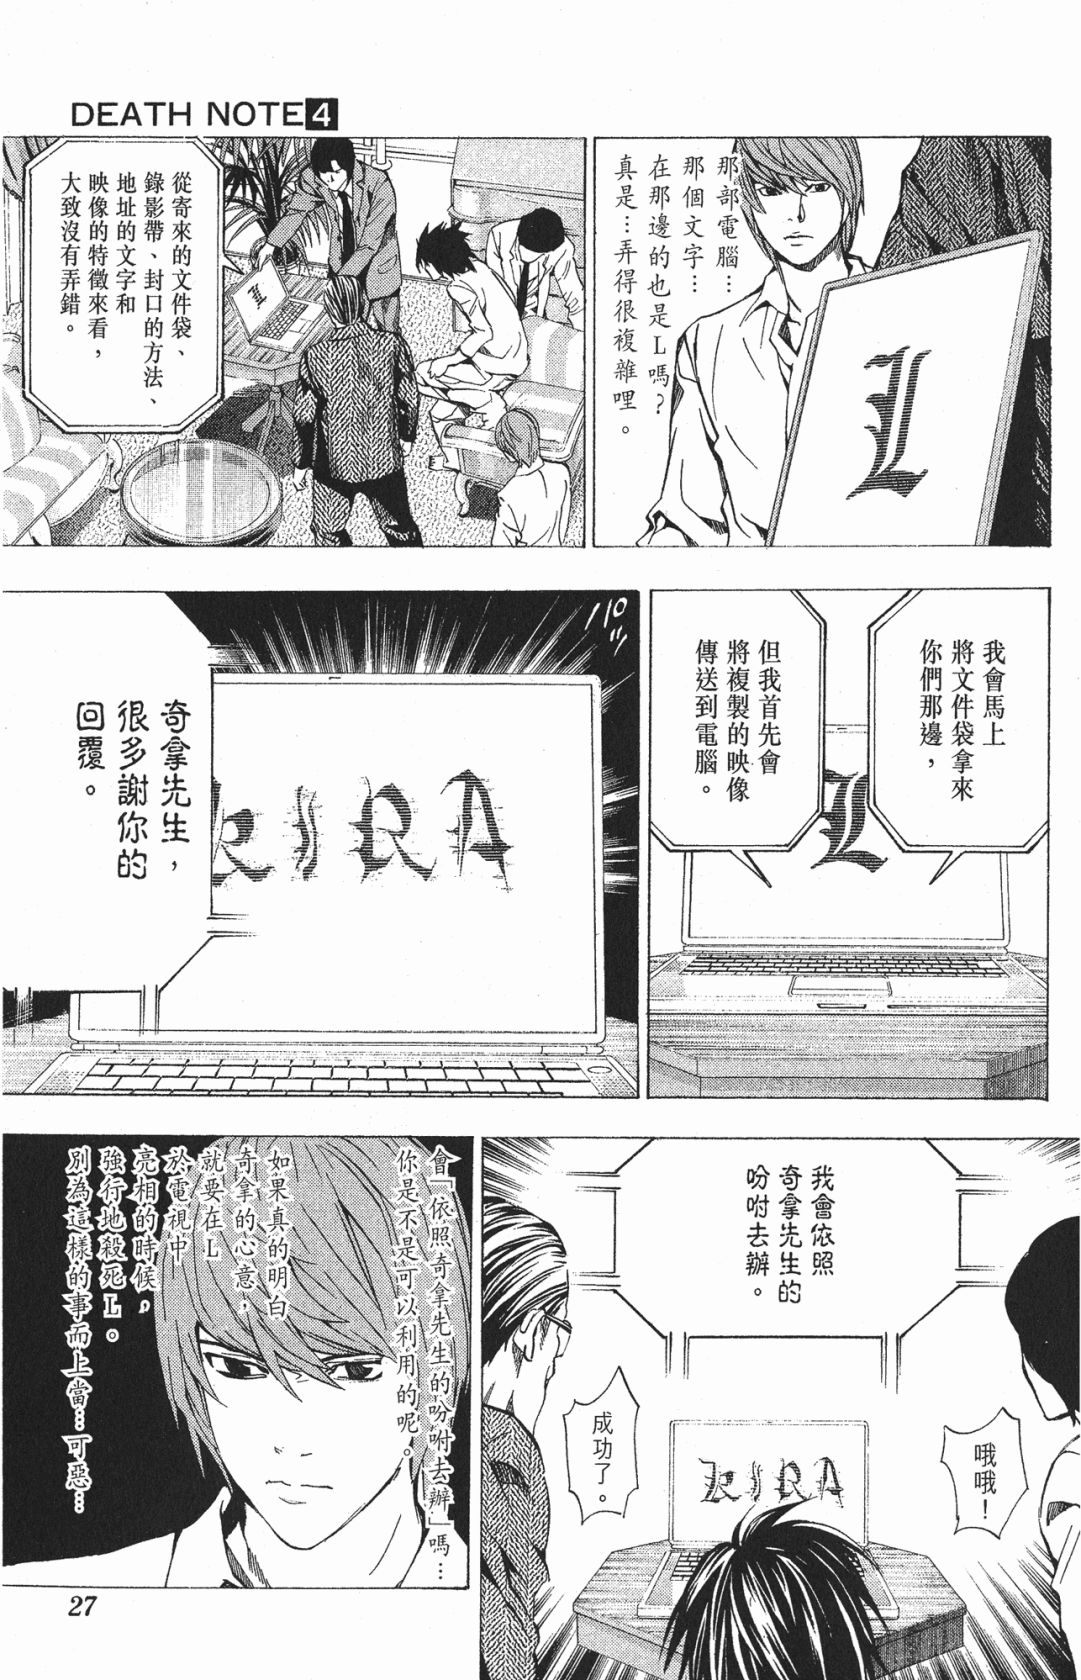 DEATH NOTE 4
那部電腦…
那個文字…
在那邊的也是L嗎?
真是…弄得很複雜哩。
L
從寄來的文件袋、
錄影帶、封口的方法、
地址的文字和
映像的特徵來看，
大致沒有弄錯。
L
我會馬上
將文件袋拿來
你們那邊，
但我首先會
將複製的映像
傳送到電腦。
L
パッ
KIRA
奇拿先生，
很多謝你的
回覆。
我會依照
奇拿先生的
吩咐去辦。
哦哦!
成功了。
KIRA
會「依照奇拿先生的吩咐去辦」嗎…
你是不是可以利用的呢。
如果真的明白
奇拿的心意，
就要在L
於電視中
亮相的時候，
強行地殺死L。
別為這樣的事而上當…可惡…
27